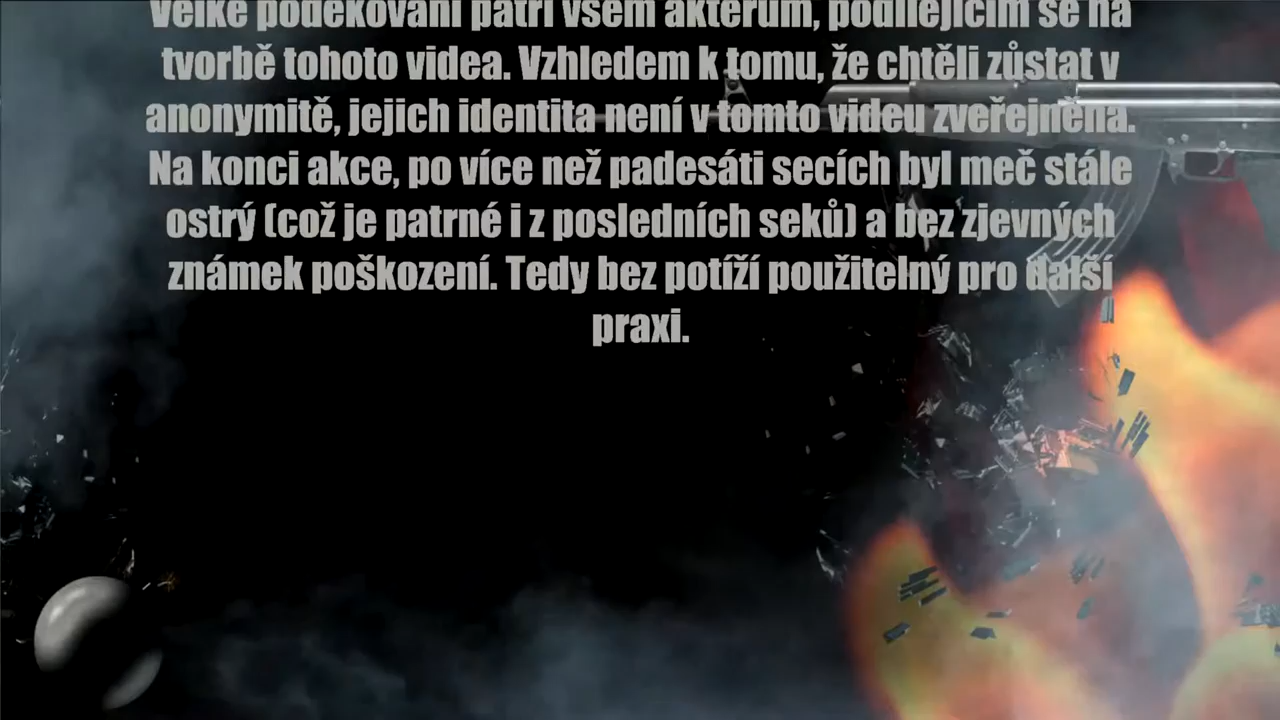 Velké poděkování patří všem aktérům, podílejícím se na
tvorbě tohoto videa. Vzhledem k tomu, že chtěli zůstat v
anonymitě, jejich identita není v tomto videu zveřejněna.
Na konci akce, po více než padesáti secích byl meč stále
ostrý (což je patrné i z posledních seků) a bez zjevných
známek poškození. Tedy bez potíží použitelný pro další
praxi.